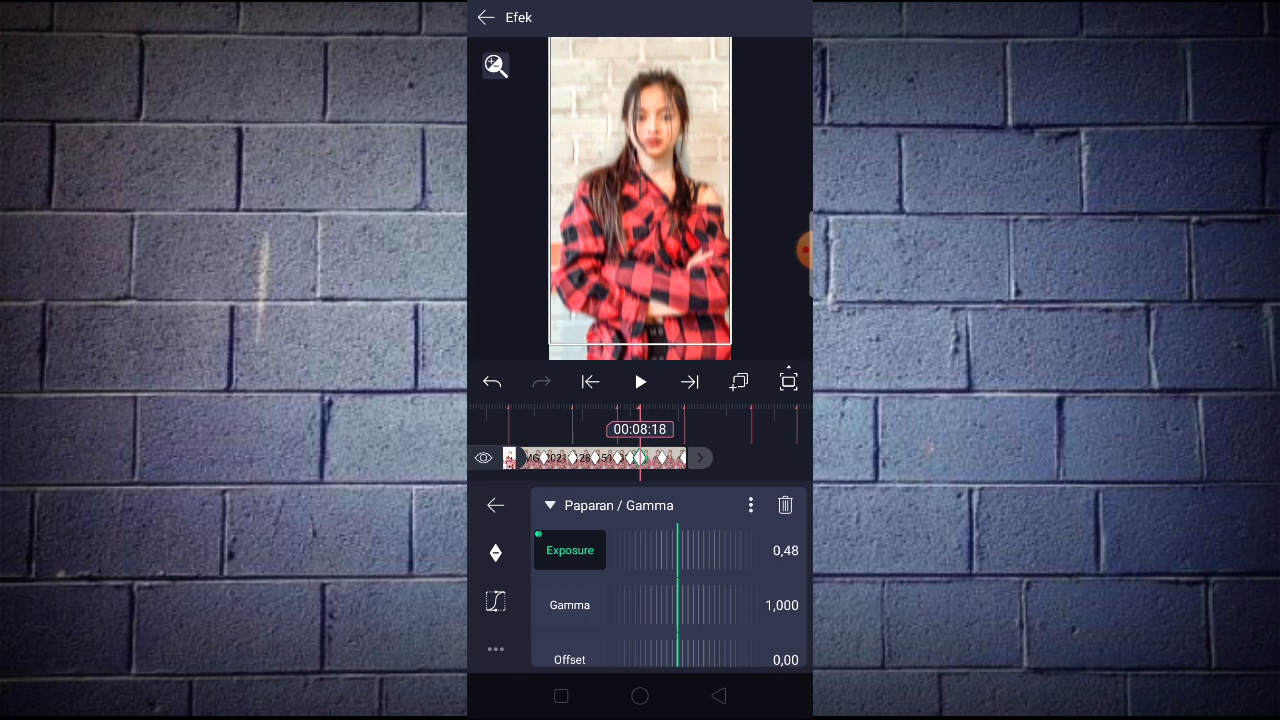 Efek
00:08:18
Paparan / Gamma
Exposure
0,48
Gamma
1,000
Offset
0,00